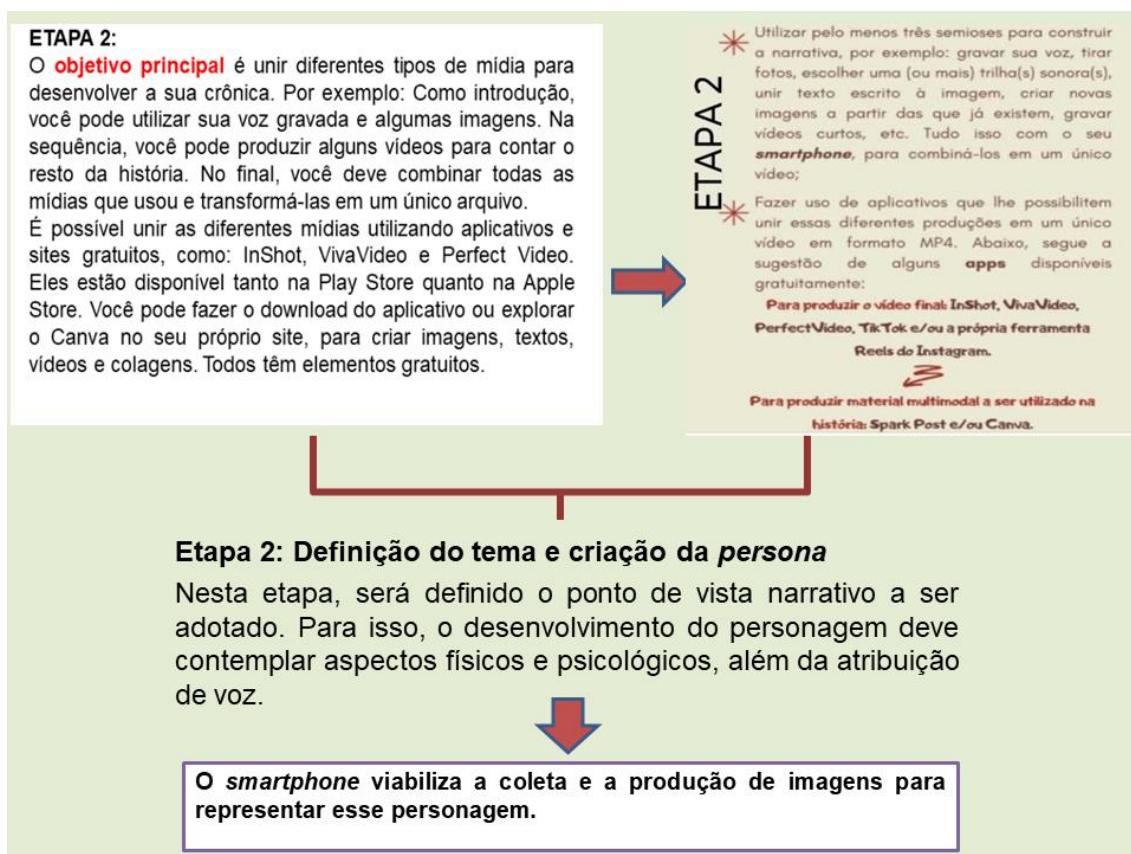 ETAPA 2:
O objetivo principal é unir diferentes tipos de mídia para
desenvolver a sua crônica. Por exemplo: Como introdução,
você pode utilizar sua voz gravada e algumas imagens. Na
sequência, você pode produzir alguns vídeos para contar o
resto da história. No final, você deve combinar todas as
mídias que usou e transformá-las em um único arquivo.
É possível unir as diferentes mídias utilizando aplicativos e
sites gratuitos, como: InShot, VivaVideo e Perfect Video.
Eles estão disponível tanto na Play Store quanto na Apple
Store. Você pode fazer o download do aplicativo ou explorar
o Canva no seu próprio site, para criar imagens, textos,
vídeos e colagens. Todos têm elementos gratuitos.
ETAPA 2
Utilizar pelo menos três semioses para construir
a narrativa, por exemplo: gravar sua voz, tirar
fotos, escolher uma (ou mais) trilha(s) sonora(s),
unir texto escrito à imagem, criar novas
imagens a partir das que já existem, gravar
vídeos curtos, etc. Tudo isso com o seu
smartphone, para combiná-los em um único
vídeo;
Fazer uso de aplicativos que lhe possibilitem
unir essas diferentes produções em um único
vídeo em formato MP4. Abaixo, segue a
sugestão de alguns apps disponíveis
gratuitamente:
Para produzir o vídeo final: InShot, VivaVideo,
PerfectVideo, TikTok e/ou a própria ferramenta
Reels do Instagram.
Para produzir material multimodal a ser utilizado na
história: Spark Post e/ou Canva.
Etapa 2: Definição do tema e criação da persona
Nesta etapa, será definido o ponto de vista narrativo a ser
adotado. Para isso, o desenvolvimento do personagem deve
contemplar aspectos físicos e psicológicos, além da atribuição
de voz.
O smartphone viabiliza a coleta e a produção de imagens para
representar esse personagem.